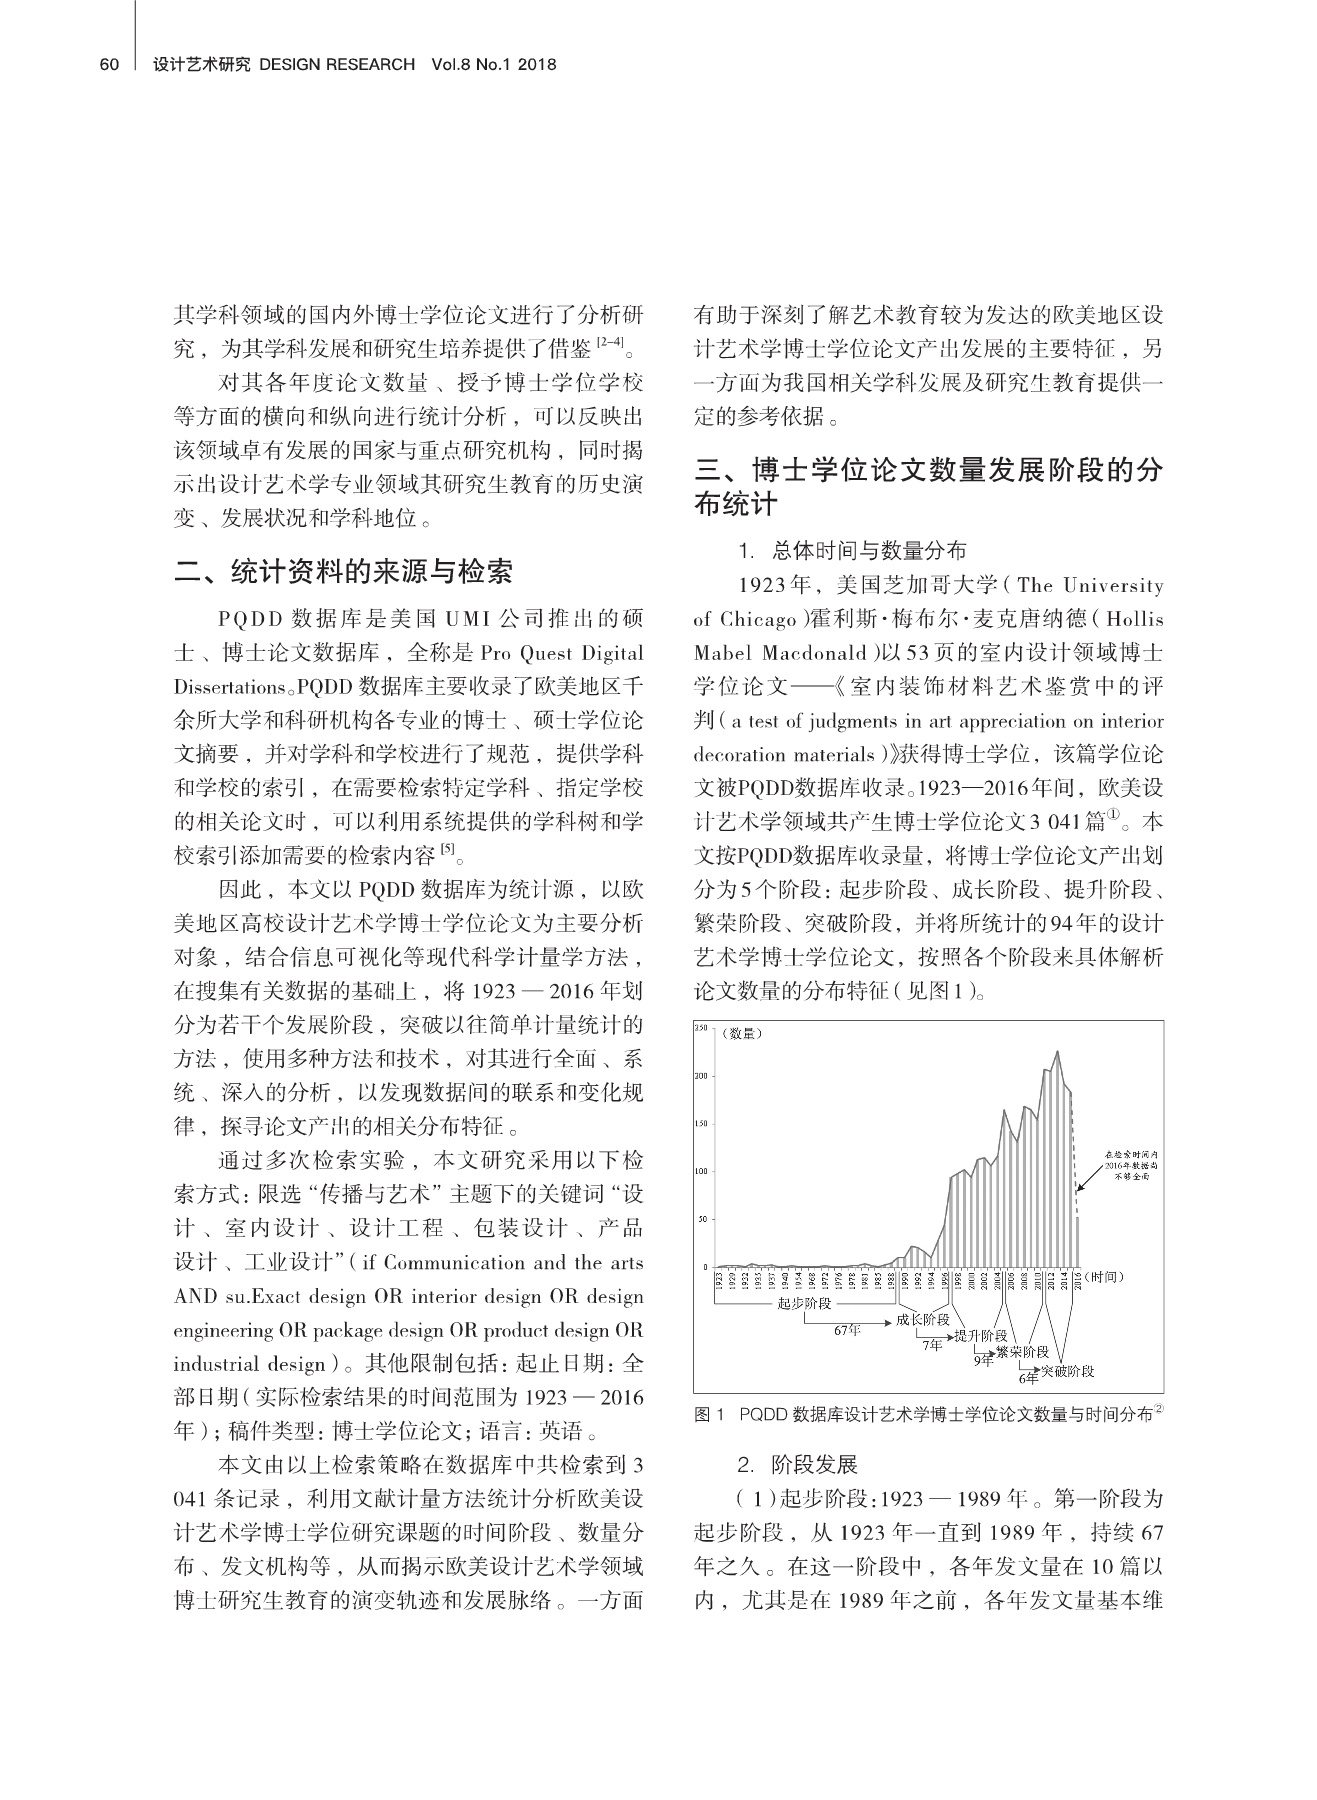 60 设计艺术研究 DESIGN RESEARCH Vol.8 No.1 2018
其学科领域的国内外博士学位论文进行了分析研
究，为其学科发展和研究生培养提供了借鉴[2-4]。
对其各年度论文数量、授予博士学位学校
等方面的横向和纵向进行统计分析，可以反映出
该领域卓有发展的国家与重点研究机构，同时揭
示出设计艺术学专业领域其研究生教育的历史演
变、发展状况和学科地位。
二、统计资料的来源与检索
PQDD 数据库是美国 UMI 公司推出的硕
士、博士论文数据库，全称是 Pro Quest Digital
Dissertations。PQDD 数据库主要收录了欧美地区千
余所大学和科研机构各专业的博士、硕士学位论
文摘要，并对学科和学校进行了规范，提供学科
和学校的索引，在需要检索特定学科、指定学校
的相关论文时，可以利用系统提供的学科树和学
校索引添加需要的检索内容[5]。
因此，本文以 PQDD 数据库为统计源，以欧
美地区高校设计艺术学博士学位论文为主要分析
对象，结合信息可视化等现代科学计量学方法，
在搜集有关数据的基础上，将 1923 — 2016 年划
分为若干个发展阶段，突破以往简单计量统计的
方法，使用多种方法和技术，对其进行全面、系
统、深入的分析，以发现数据间的联系和变化规
律，探寻论文产出的相关分布特征。
通过多次检索实验，本文研究采用以下检
索方式：限选“传播与艺术”主题下的关键词“设
计、室内设计、设计工程、包装设计、产品
设计、工业设计”（if Communication and the arts
AND su.Exact design OR interior design OR design
engineering OR package design OR product design OR
industrial design）。其他限制包括：起止日期：全
部日期（实际检索结果的时间范围为 1923 — 2016
年）；稿件类型：博士学位论文；语言：英语。
本文由以上检索策略在数据库中共检索到 3
041 条记录，利用文献计量方法统计分析欧美设
计艺术学博士学位研究课题的时间阶段、数量分
布、发文机构等，从而揭示欧美设计艺术学领域
博士研究生教育的演变轨迹和发展脉络。一方面
有助于深刻了解艺术教育较为发达的欧美地区设
计艺术学博士学位论文产出发展的主要特征，另
一方面为我国相关学科发展及研究生教育提供一
定的参考依据。
三、博士学位论文数量发展阶段的分
布统计
1. 总体时间与数量分布
1923年，美国芝加哥大学（The University
of Chicago）霍利斯·梅布尔·麦克唐纳德（Hollis
Mabel Macdonald）以53页的室内设计领域博士
学位论文——《室内装饰材料艺术鉴赏中的评
判（a test of judgments in art appreciation on interior
decoration materials）》获得博士学位，该篇学位论
文被PQDD数据库收录。1923—2016年间，欧美设
计艺术学领域共产生博士学位论文3 041篇①。本
文按PQDD数据库收录量，将博士学位论文产出划
分为5个阶段：起步阶段、成长阶段、提升阶段、
繁荣阶段、突破阶段，并将所统计的94年的设计
艺术学博士学位论文，按照各个阶段来具体解析
论文数量的分布特征（见图1）。
250
（数量）
200
150
100
50
0
在检索时间内
2016年数据尚
不够全面
1923 1929 1932 1935 1937 1940 1954 1968 1972 1976 1978 1981 1985 1988 1990 1992 1994 1996 1998 2000 2002 2004 2006 2008 2010 2012 2014 2016 （时间）
起步阶段
67年
成长阶段
7年
提升阶段
9年
繁荣阶段
6年
突破阶段
图 1 PQDD 数据库设计艺术学博士学位论文数量与时间分布②
2. 阶段发展
（1）起步阶段：1923 — 1989 年。第一阶段为
起步阶段，从 1923 年一直到 1989 年，持续 67
年之久。在这一阶段中，各年发文量在 10 篇以
内，尤其是在 1989 年之前，各年发文量基本维